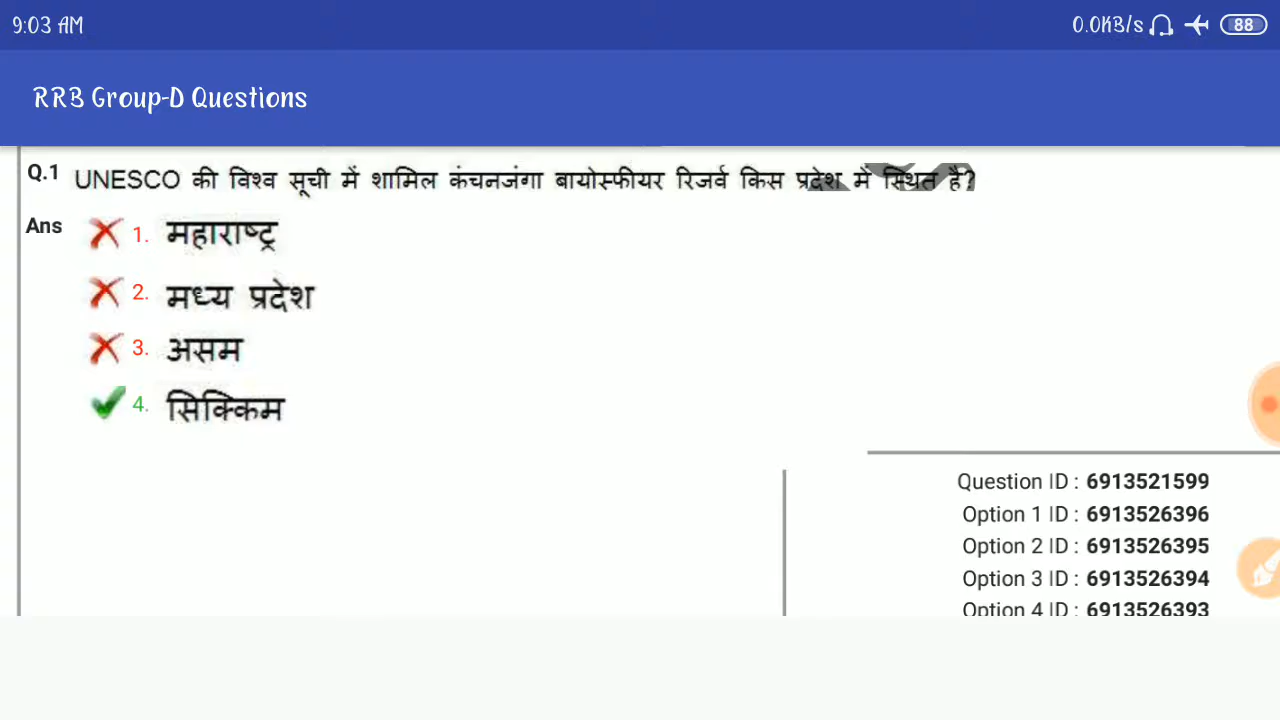 9:03 AM 0.0KB/s 88
RRB Group-D Questions
Q.1 UNESCO की विश्व सूची में शामिल कंचनजंगा बायोस्फीयर रिजर्व किस प्रदेश में स्थित है?
Ans 1. महाराष्ट्र
2. मध्य प्रदेश
3. असम
4. सिक्किम
Question ID : 6913521599
Option 1 ID : 6913526396
Option 2 ID : 6913526395
Option 3 ID : 6913526394
Option 4 ID : 6913526393